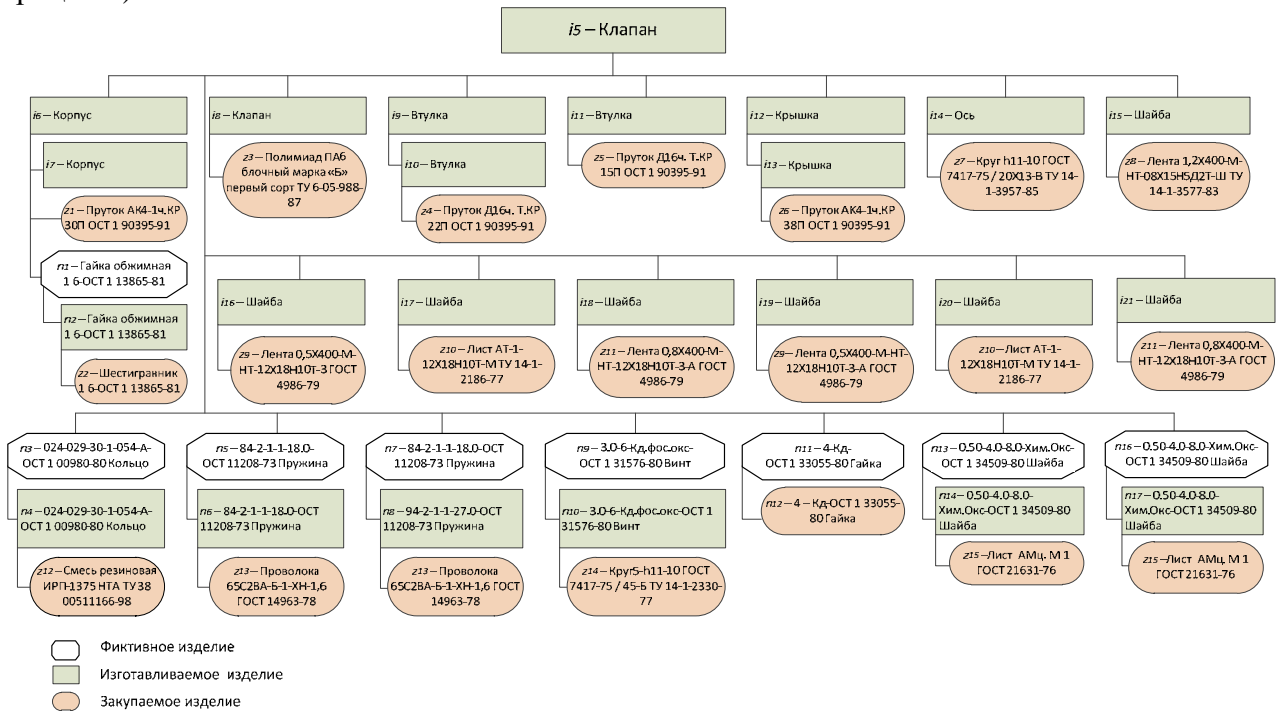 i5 – Клапан
i6 – Корпус
i7 – Корпус
z1 – Пруток АК4-1ч.КР
30П ОСТ 1 90395-91
п1 – Гайка обжимная
1 6-ОСТ 1 13865-81
п2 – Гайка обжимная
1 6-ОСТ 1 13865-81
z2 – Шестигранник
1 6-ОСТ 1 13865-81
i8 – Клапан
z3 – Полимиад ПА6
блочный марка «Б»
первый сорт ТУ 6-05-988-
87
i9 – Втулка
i10 – Втулка
z4 – Пруток Д16ч. Т.КР
22П ОСТ 1 90395-91
i11 – Втулка
z5 – Пруток Д16ч. Т.КР
15П ОСТ 1 90395-91
i12 – Крышка
i13 – Крышка
z6 – Пруток АК4-1ч.КР
38П ОСТ 1 90395-91
i14 – Ось
z7 – Круг h11-10 ГОСТ
7417-75 / 20Х13-В ТУ 14-
1-3957-85
i15 – Шайба
z8 – Лента 1,2Х400-М-
НТ-08Х15Н5Д2Т-Ш ТУ
14-1-3577-83
i16 – Шайба
z9 – Лента 0,5Х400-М-
НТ-12Х18Н10Т-3 ГОСТ
4986-79
i17 – Шайба
z10 – Лист АТ-1-
12Х18Н10Т-М ТУ 14-1-
2186-77
i18 – Шайба
z11 – Лента 0,8Х400-М-
НТ-12Х18Н10Т-3-А ГОСТ
4986-79
i19 – Шайба
z9 – Лента 0,5Х400-М-НТ-
12Х18Н10Т-3-А ГОСТ
4986-79
i20 – Шайба
z10 – Лист АТ-1-
12Х18Н10Т-М ТУ 14-1-
2186-77
i21 – Шайба
z11 – Лента 0,8Х400-М-
НТ-12Х18Н10Т-3-А ГОСТ
4986-79
п3 – 024-029-30-1-054-А-
ОСТ 1 00980-80 Кольцо
п4 – 024-029-30-1-054-А-
ОСТ 1 00980-80 Кольцо
z12 – Смесь резиновая
ИРП-1375 НТА ТУ 38
00511166-98
п5 – 84-2-1-1-18.0-
ОСТ 11208-73 Пружина
п6 – 84-2-1-1-18.0-ОСТ
11208-73 Пружина
z13 – Проволока
65С2ВА-Б-1-ХН-1,6
ГОСТ 14963-78
п7 – 84-2-1-1-18.0-ОСТ
11208-73 Пружина
п8 – 94-2-1-1-27.0-ОСТ
11208-73 Пружина
z13 – Проволока
65С2ВА-Б-1-ХН-1,6 ГОСТ
14963-78
п9 – 3.0-6-Кд.фос.окс-
ОСТ 1 31576-80 Винт
п10 – 3.0-6-Кд.фос.окс-ОСТ 1
31576-80 Винт
z14 – Круг5-h11-10 ГОСТ
7417-75 / 45-Б ТУ 14-1-2330-
77
п11 – 4-Кд-
ОСТ 1 33055-80 Гайка
п12 – 4 – Кд-ОСТ 1 33055-
80 Гайка
п13 – 0.50-4.0-8.0-Хим.Окс-
ОСТ 1 34509-80 Шайба
п14 – 0.50-4.0-8.0-
Хим.Окс-ОСТ 1 34509-80
Шайба
z15 – Лист АМц. М 1
ГОСТ 21631-76
п16 – 0.50-4.0-8.0-Хим.Окс-
ОСТ 1 34509-80 Шайба
п17 – 0.50-4.0-8.0-
Хим.Окс-ОСТ 1 34509-80
Шайба
z15 – Лист АМц. М 1
ГОСТ 21631-76
Фиктивное изделие
Изготавливаемое изделие
Закупаемое изделие